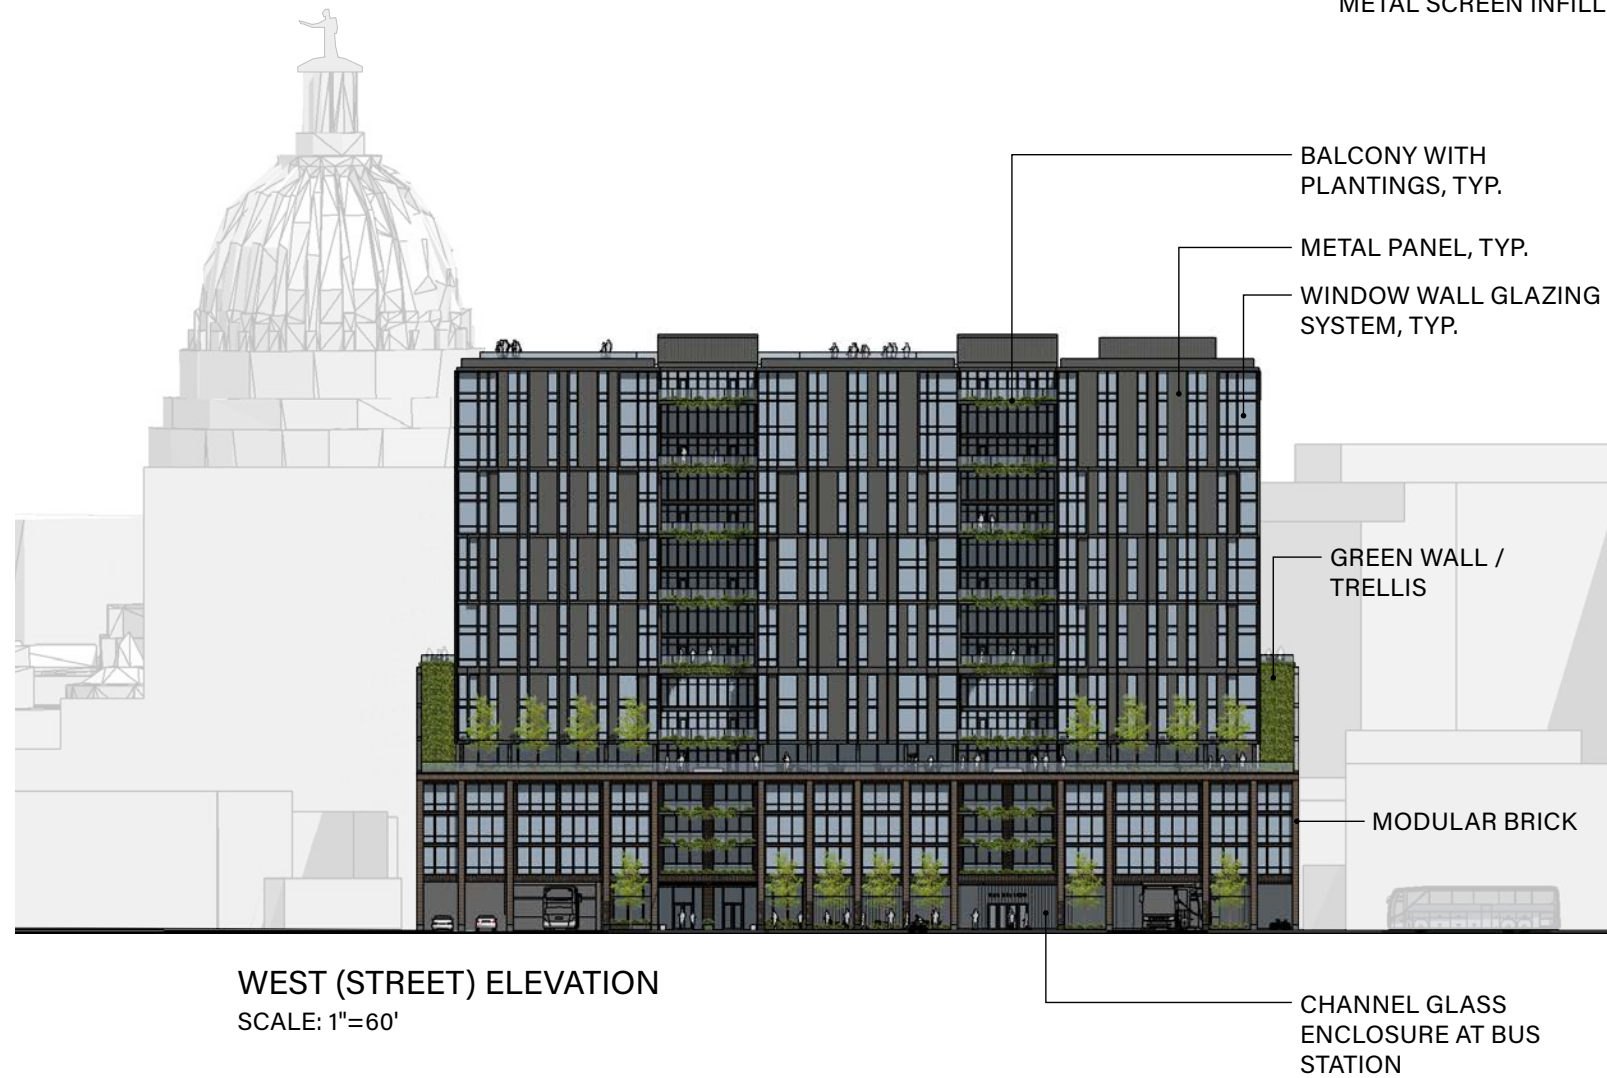 METAL SCREEN INFILL
BALCONY WITH
PLANTINGS, TYP.
METAL PANEL, TYP.
WINDOW WALL GLAZING
SYSTEM, TYP.
GREEN WALL /
TRELLIS
MODULAR BRICK
WEST (STREET) ELEVATION
SCALE: 1"=60'
CHANNEL GLASS
ENCLOSURE AT BUS
STATION